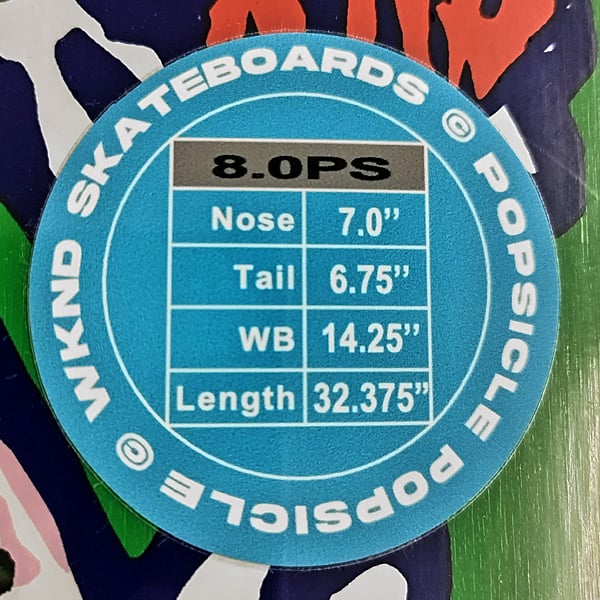 WKND SKATEBOARDS © POPSICLE POPSICLE ©
8.0PS
Nose 7.0”
Tail 6.75”
WB 14.25”
Length 32.375”